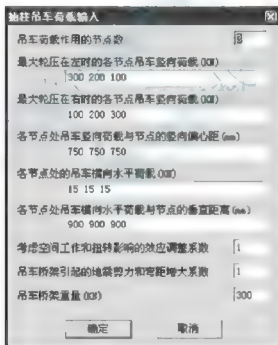 抽柱吊车荷载输入
吊车荷载作用的节点数
3
最大轮压在左时的各节点吊车竖向荷载(KN)
300 200 100
最大轮压在右时的各节点吊车竖向荷载(KN)
100 200 300
各节点处吊车竖向荷载与节点的竖向偏心距(mm)
750 750 750
各节点处的吊车横向水平荷载(KN)
15 15 15
各节点处吊车横向水平荷载与节点的垂直距离(mm)
900 900 900
考虑空间工作和扭转影响的效应调整系数
1
吊车桥架引起的地震剪力和弯距增大系数
1
吊车桥架重量(KN)
300
确定
取消